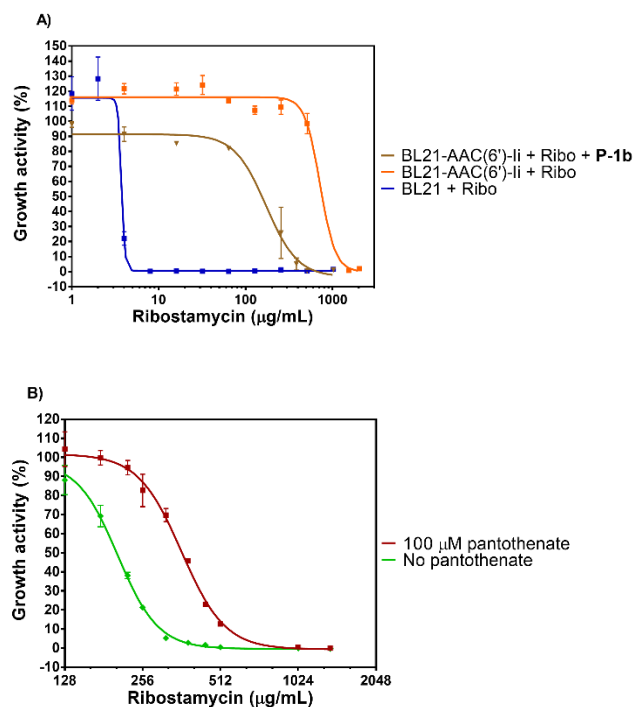 A)
150
140
130
120
110
100
90
80
70
60
50
40
30
20
10
0
-10
Growth activity (%)
1 10 100 1000
Ribostamycin (μg/mL)
BL21-AAC(6')-Ii + Ribo + P-1b
BL21-AAC(6')-Ii + Ribo
BL21 + Ribo
B)
120
110
100
90
80
70
60
50
40
30
20
10
0
-10
Growth activity (%)
128 256 512 1024 2048
Ribostamycin (μg/mL)
100 μM pantothenate
No pantothenate